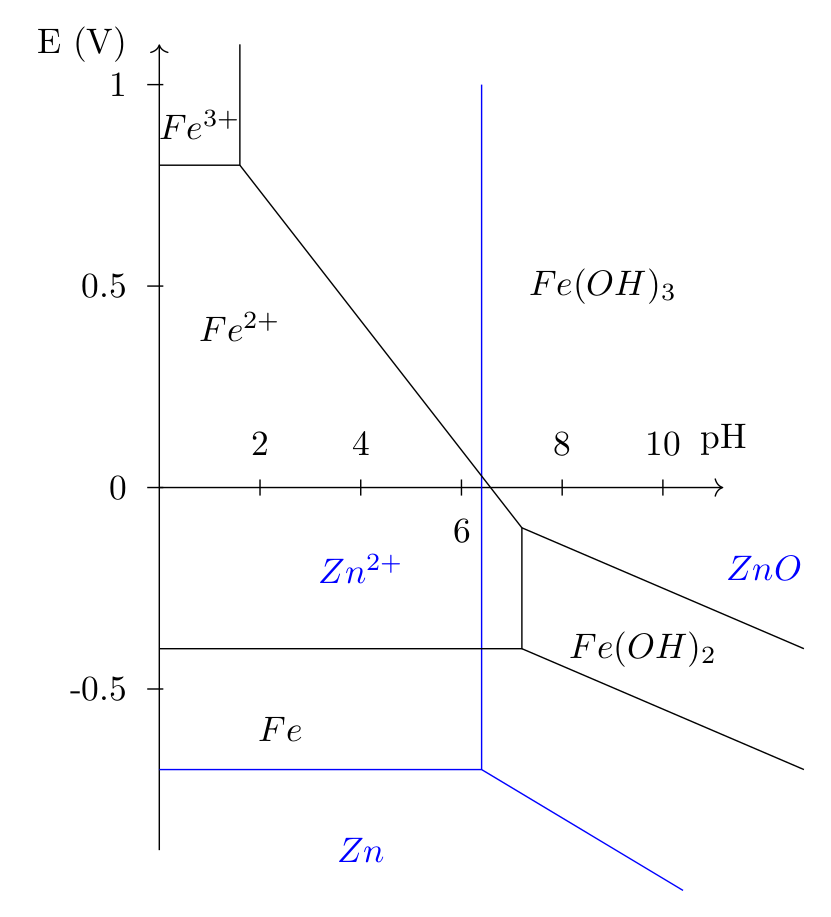 E (V)
1
Fe³⁺
0.5
Fe(OH)₃
Fe²⁺
2 4 8 10 pH
0
6
Zn²⁺ ZnO
Fe(OH)₂
-0.5
Fe
Zn